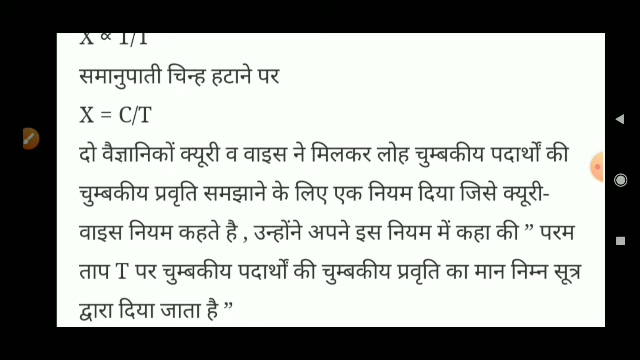 X ∝ 1/T
समानुपाती चिन्ह हटाने पर
X = C/T
दो वैज्ञानिकों क्यूरी व वाइस ने मिलकर लोह चुम्बकीय पदार्थों की
चुम्बकीय प्रवृति समझाने के लिए एक नियम दिया जिसे क्यूरी-
वाइस नियम कहते है , उन्होंने अपने इस नियम में कहा की ” परम
ताप T पर चुम्बकीय पदार्थों की चुम्बकीय प्रवृति का मान निम्न सूत्र
द्वारा दिया जाता है ”